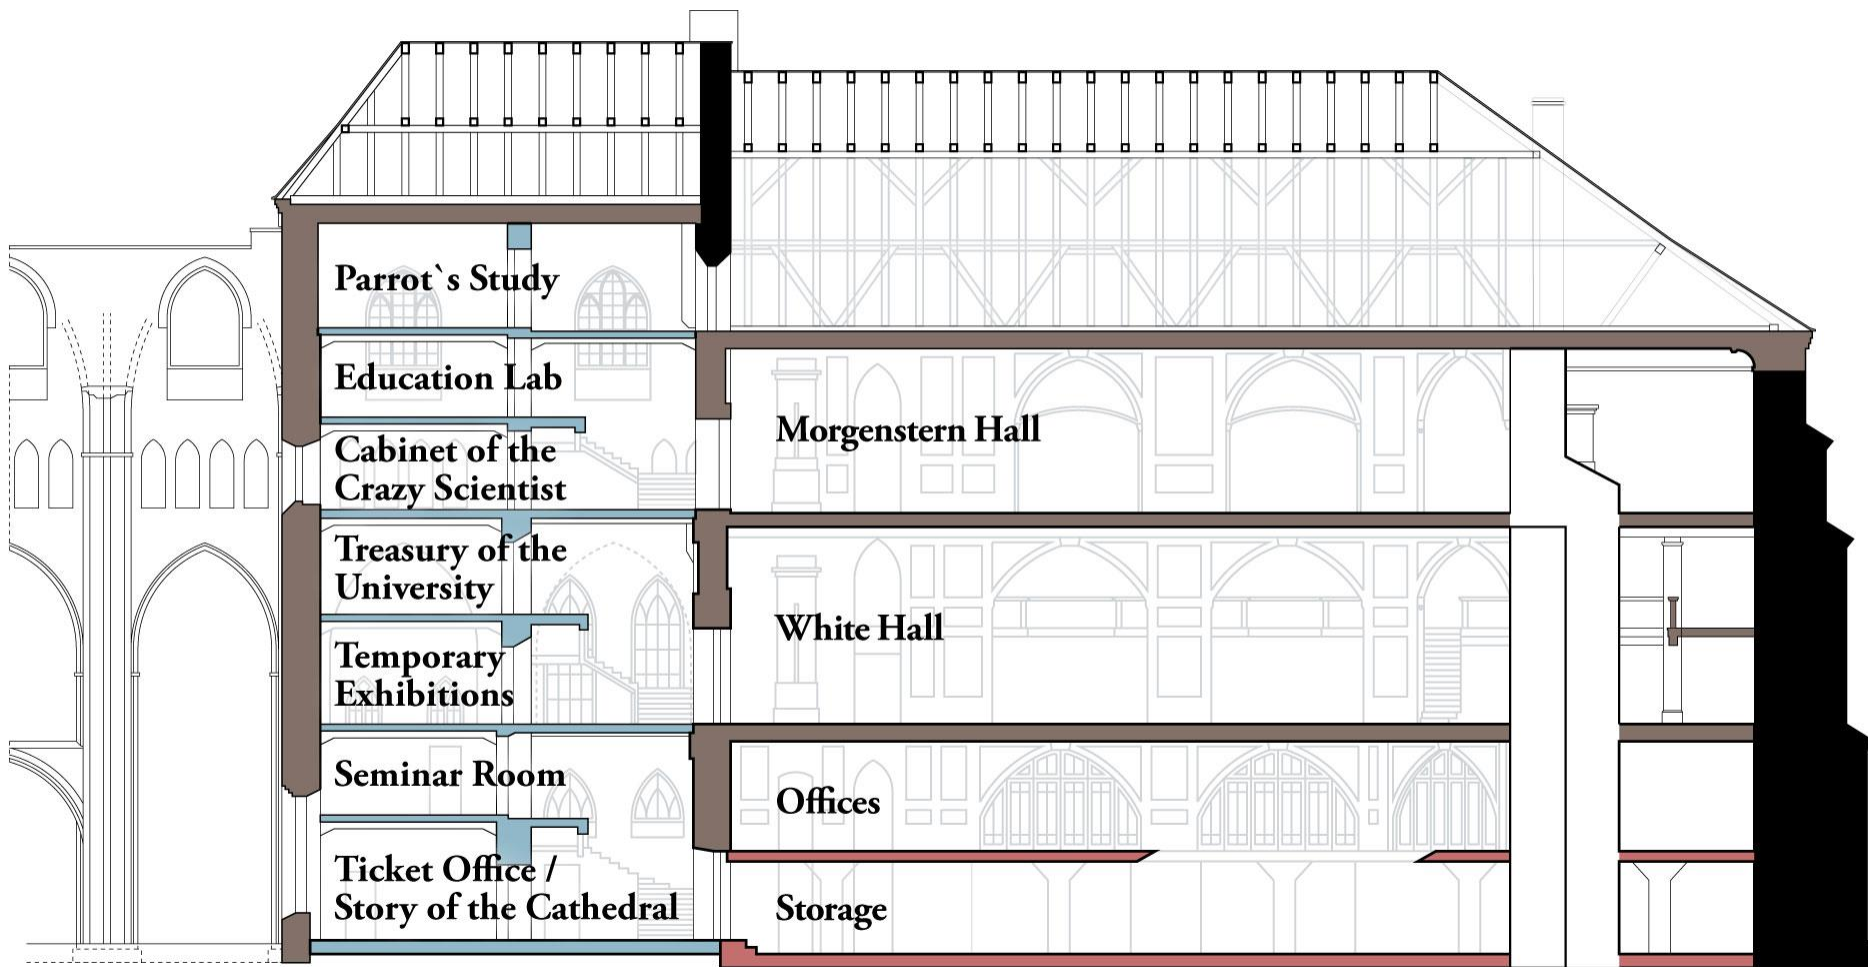 Parrot`s Study
Education Lab
Cabinet of the
Crazy Scientist
Treasury of the
University
Temporary
Exhibitions
Seminar Room
Ticket Office /
Story of the Cathedral
Morgenstern Hall
White Hall
Offices
Storage